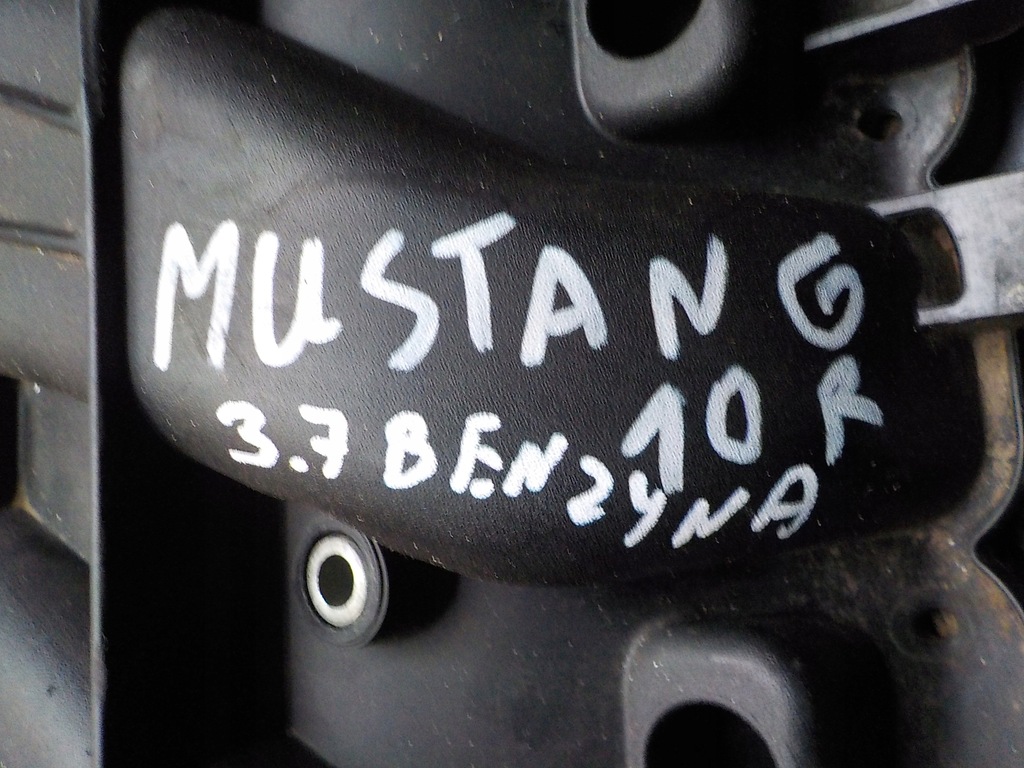 MUSTANG
10R
3.7 BENZYNA